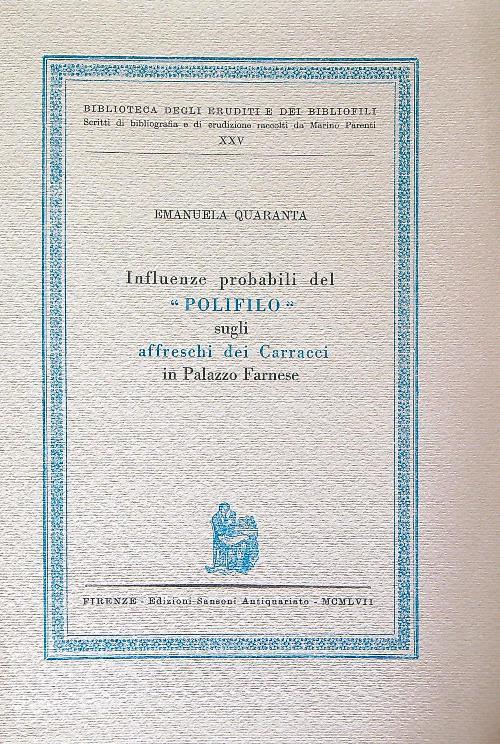 BIBLIOTECA DEGLI ERUDITI E DEI BIBLIOFILI
Scritti di bibliografia e di erudizione raccolti da Marino Parenti
XXV
EMANUELA QUARANTA
Influenze probabili del
“ POLIFILO ”
sugli
affreschi dei Carracci
in Palazzo Farnese
FIRENZE - Edizioni Sansoni Antiquariato - MCMLVII